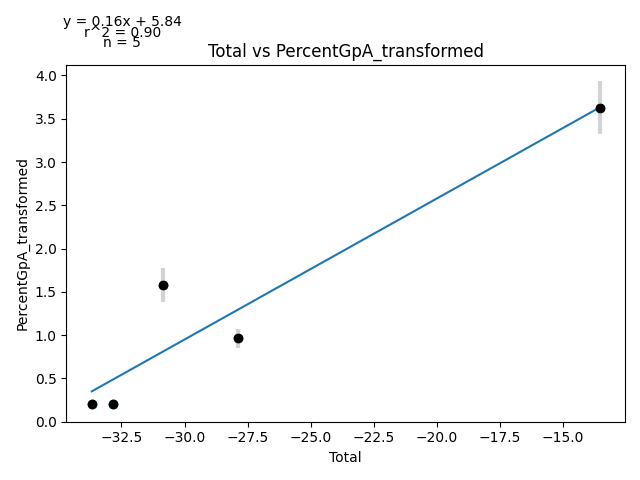 y = 0.16x + 5.84
r^2 = 0.90
n = 5
Total vs PercentGpA_transformed
PercentGpA_transformed
4.0
3.5
3.0
2.5
2.0
1.5
1.0
0.5
0.0
−32.5 −30.0 −27.5 −25.0 −22.5 −20.0 −17.5 −15.0
Total